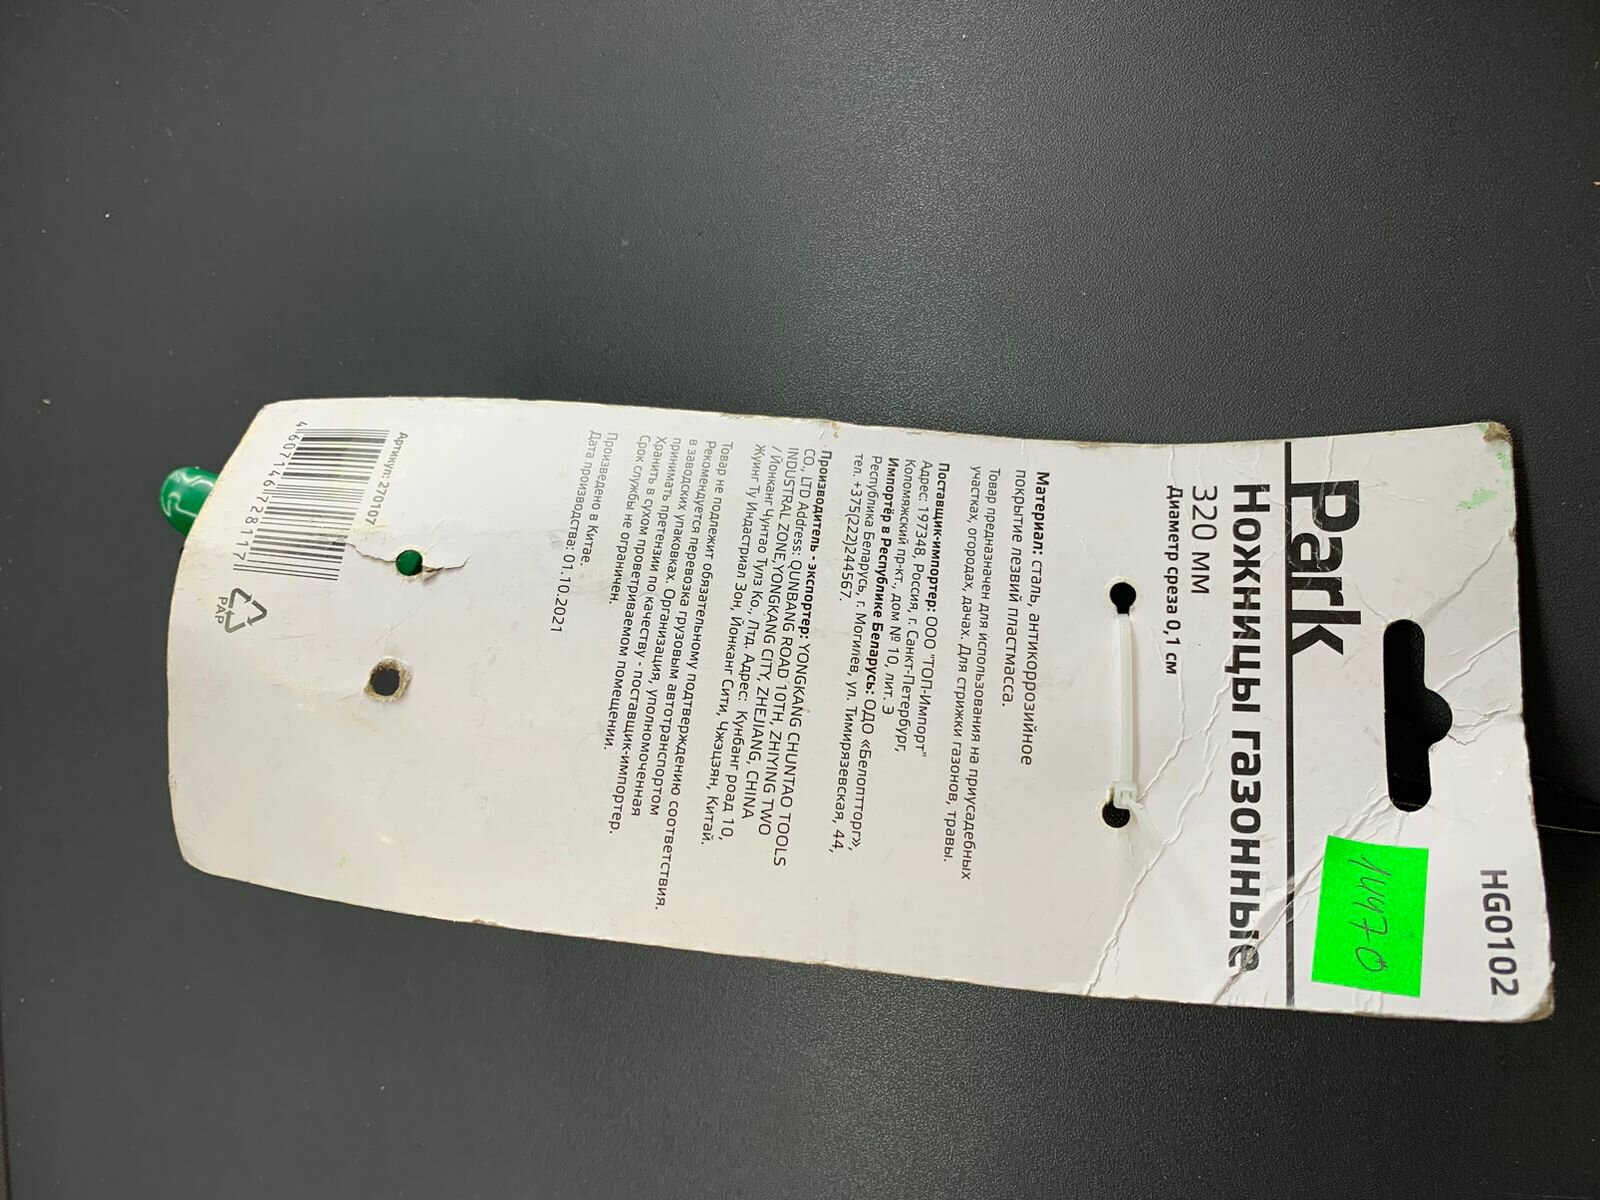 HG0102
14470
Park
Ножницы газонные
320 мм
Диаметр среза 0,1 см
Материал: сталь, антикоррозийное
покрытие лезвий пластмасса.
Товар предназначен для использования на приусадебных
участках, огородах, дачах. Для стрижки газонов, травы.
Поставщик-импортер: ООО "ТОП-Импорт"
Адрес: 197348, Россия, г. Санкт-Петербург,
Коломяжский пр-кт., дом № 10, лит. Э
Импортёр в Республике Беларусь: ОДО «Белоптторг»,
Республика Беларусь, г. Могилев, ул. Тимирязевская, 44,
тел. +375(222)244567.
Производитель - экспортер: YONGKANG CHUNTAO TOOLS
CO., LTD Address: QUNBANG ROAD 10TH, ZHIYING TWO
INDUSTRAL ZONE,YONGKANG CITY, ZHEJIANG, CHINA
/ Йонканг Чунтао Тулз Ко., Лтд. Адрес: Кунбанг роад 10,
Жуинг Ту Индастриал Зон, Йонканг Сити, Чжэцзян, Китай.
Товар не подлежит обязательному подтверждению соответствия.
Рекомендуется перевозка грузовым автотранспортом
в заводских упаковках. Организация, уполномоченная
принимать претензии по качеству - поставщик-импортер.
Хранить в сухом проветриваемом помещении.
Срок службы не ограничен.
Произведено в Китае.
Дата производства: 01.10.2021
Артикул: 270107
4 607146 728117
PAP